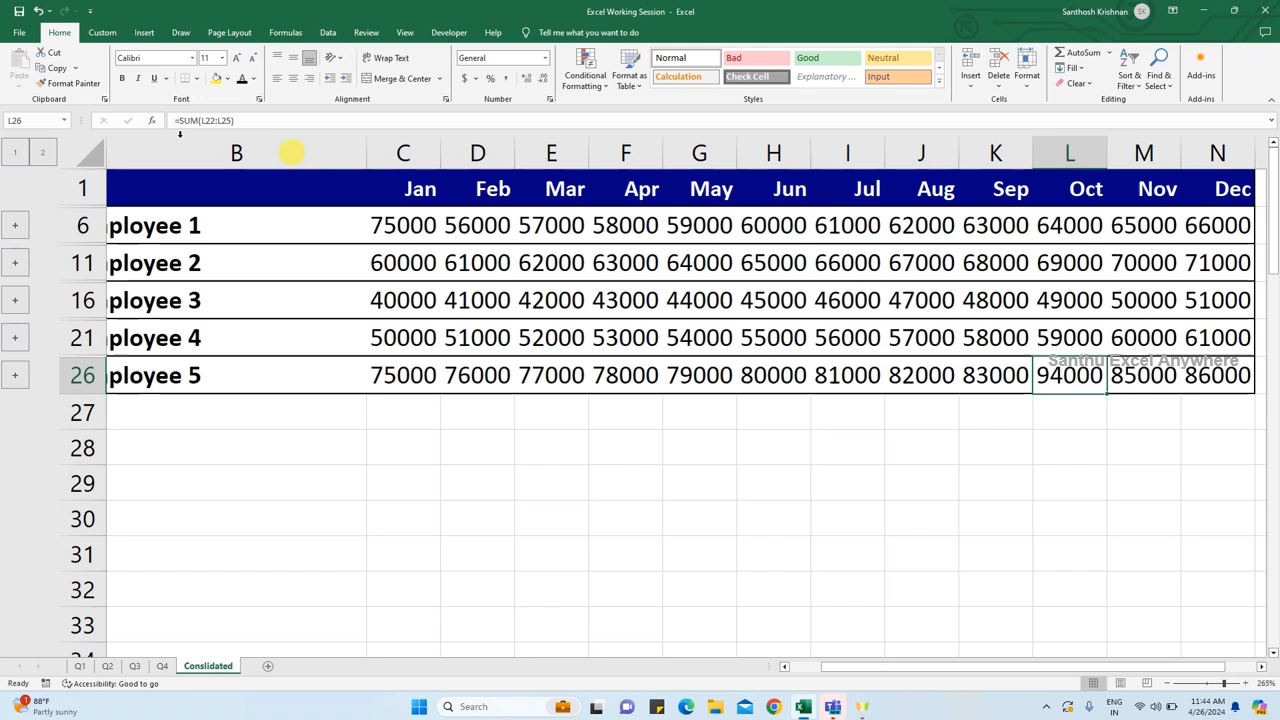 Excel Working Session - Excel
Santhosh Krishnan SK
File Home Custom Insert Draw Page Layout Formulas Data Review View Developer Help Tell me what you want to do
Paste
Cut
Copy
Format Painter
Calibri 11
B I U A
Wrap Text
Merge & Center
General
$ % ,
Conditional Formatting
Format as Table
Normal Bad Good Neutral
Calculation Check Cell Explanatory ... Input
Insert Delete Format
AutoSum
Fill
Clear
Sort & Filter
Find & Select
Add-ins
Clipboard Font Alignment Number Styles Cells Editing Add-ins
L26 fx =SUM(L22:L25)
1 2 B C D E F G H I J K L M N
1 Jan Feb Mar Apr May Jun Jul Aug Sep Oct Nov Dec
6 ployee 1 75000 56000 57000 58000 59000 60000 61000 62000 63000 64000 65000 66000
11 ployee 2 60000 61000 62000 63000 64000 65000 66000 67000 68000 69000 70000 71000
16 ployee 3 40000 41000 42000 43000 44000 45000 46000 47000 48000 49000 50000 51000
21 ployee 4 50000 51000 52000 53000 54000 55000 56000 57000 58000 59000 60000 61000
Santhu Excel Anywhere
26 ployee 5 75000 76000 77000 78000 79000 80000 81000 82000 83000 94000 85000 86000
27
28
29
30
31
32
33
Q1 Q2 Q3 Q4 Conslidated
Ready Accessibility: Good to go 265%
88°F
Partly sunny
Search
ENG
IN
11:44 AM
4/26/2024